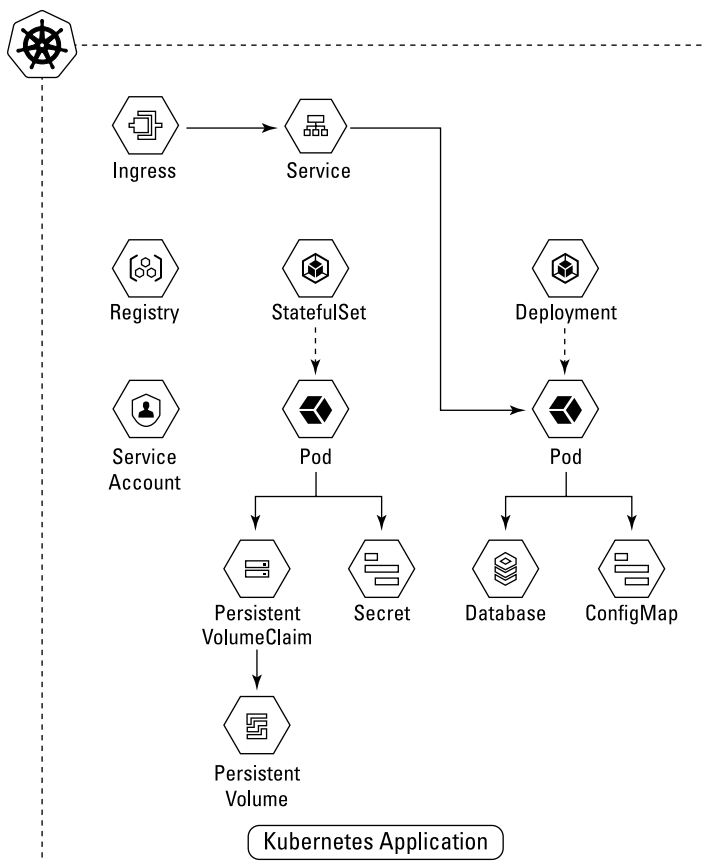 Ingress
Service
Registry
StatefulSet
Deployment
Service
Account
Pod
Pod
Persistent
VolumeClaim
Secret
Database
ConfigMap
Persistent
Volume
Kubernetes Application